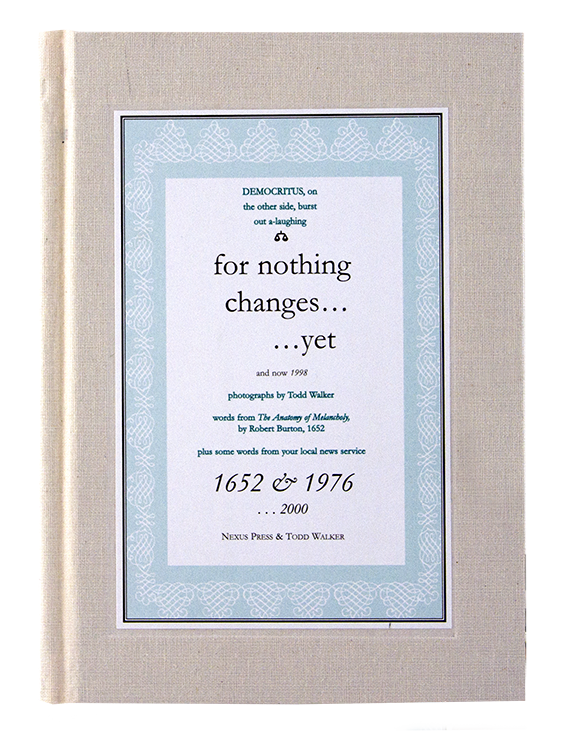 DEMOCRITUS, on
the other side, burst
out a-laughing
for nothing
changes...
...yet
and now 1998
photographs by Todd Walker
words from The Anatomy of Melancholy,
by Robert Burton, 1652
plus some words from your local news service
1652 & 1976
. . . 2000
NEXUS PRESS & TODD WALKER